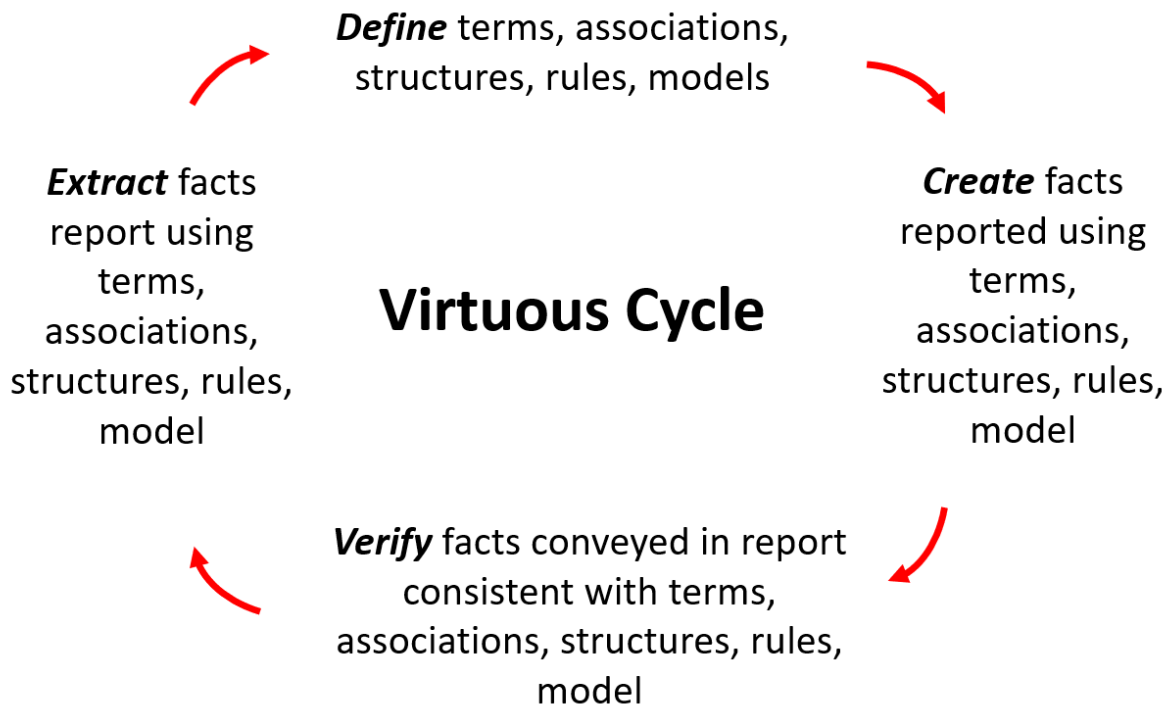 Define terms, associations,
structures, rules, models
Extract facts
report using
terms,
associations,
structures, rules,
model
Virtuous Cycle
Create facts
reported using
terms,
associations,
structures, rules,
model
Verify facts conveyed in report
consistent with terms,
associations, structures, rules,
model